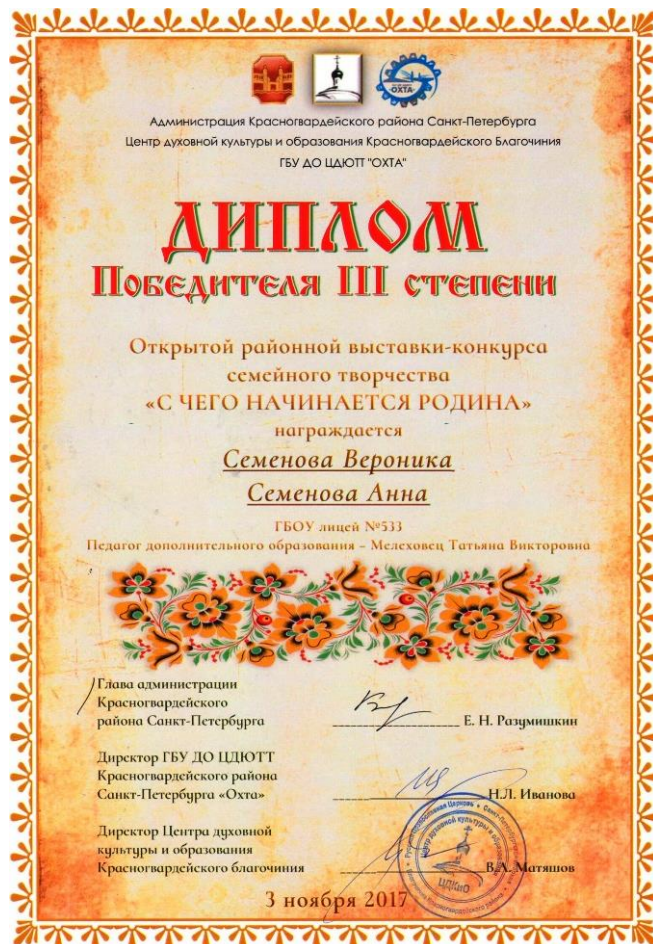 ОХТА
Администрация Красногвардейского района Санкт-Петербурга
Центр духовной культуры и образования Красногвардейского Благочиния
ГБУ ДО ЦДЮТТ "ОХТА"
ДИПЛОМ
Победителя III степени
Открытой районной выставки-конкурса
семейного творчества
«С ЧЕГО НАЧИНАЕТСЯ РОДИНА»
награждается
Семенова Вероника
Семенова Анна
ГБОУ лицей №533
Педагог дополнительного образования – Мелеховец Татьяна Викторовна
Глава администрации
Красногвардейского
района Санкт-Петербурга Е. Н. Разумишкин
Директор ГБУ ДО ЦДЮТТ
Красногвардейского района
Санкт-Петербурга «Охта» Н.Л. Иванова
Директор Центра духовной
культуры и образования
Красногвардейского благочиния В.А. Матяшов
ЦДКиО
3 ноября 2017